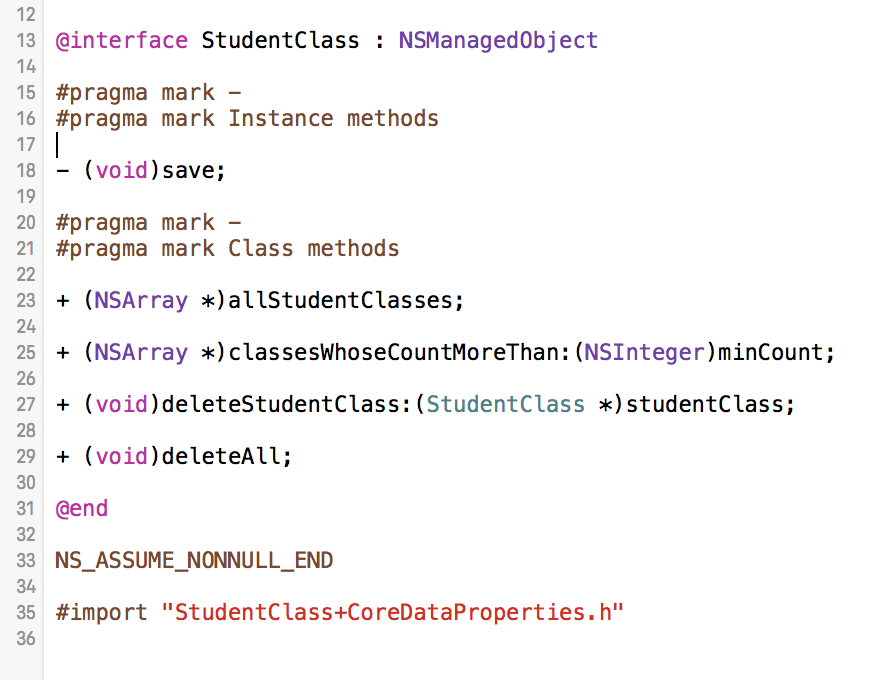 12
13 @interface StudentClass : NSManagedObject
14
15 #pragma mark -
16 #pragma mark Instance methods
17
18 - (void)save;
19
20 #pragma mark -
21 #pragma mark Class methods
22
23 + (NSArray *)allStudentClasses;
24
25 + (NSArray *)classesWhoseCountMoreThan:(NSInteger)minCount;
26
27 + (void)deleteStudentClass:(StudentClass *)studentClass;
28
29 + (void)deleteAll;
30
31 @end
32
33 NS_ASSUME_NONNULL_END
34
35 #import "StudentClass+CoreDataProperties.h"
36